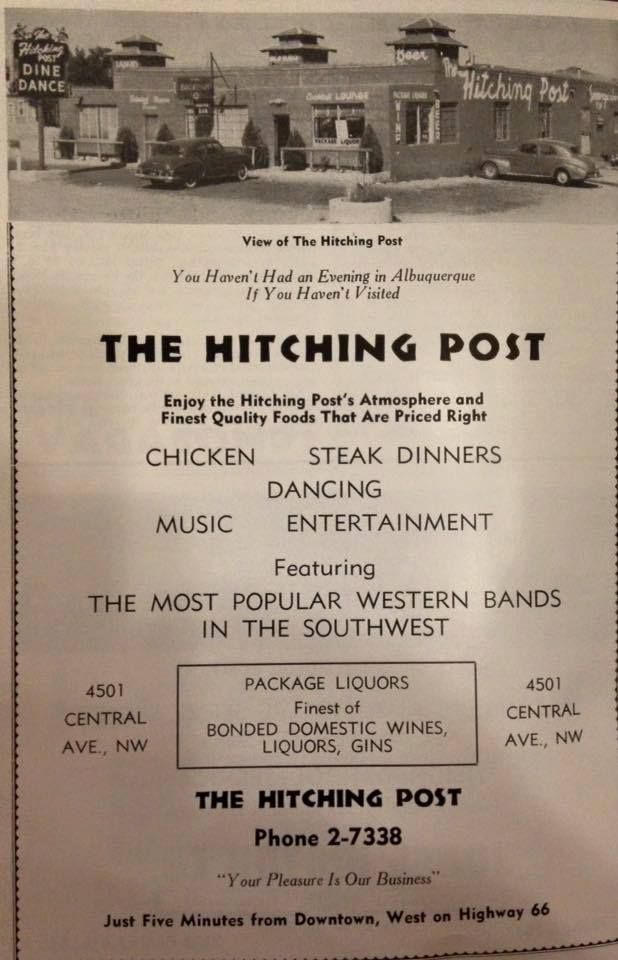 The
Hitching
POST
DINE
DANCE
LIQUORS
Beer
The Hitching Post
Cocktail LOUNGE
PACKAGE LIQUOR
WINE
BAR
View of The Hitching Post
You Haven't Had an Evening in Albuquerque
If You Haven't Visited
THE HITCHING POST
Enjoy the Hitching Post's Atmosphere and
Finest Quality Foods That Are Priced Right
CHICKEN STEAK DINNERS
DANCING
MUSIC ENTERTAINMENT
Featuring
THE MOST POPULAR WESTERN BANDS
IN THE SOUTHWEST
4501
CENTRAL
AVE., NW
PACKAGE LIQUORS
Finest of
BONDED DOMESTIC WINES,
LIQUORS, GINS
4501
CENTRAL
AVE., NW
THE HITCHING POST
Phone 2-7338
"Your Pleasure Is Our Business"
Just Five Minutes from Downtown, West on Highway 66